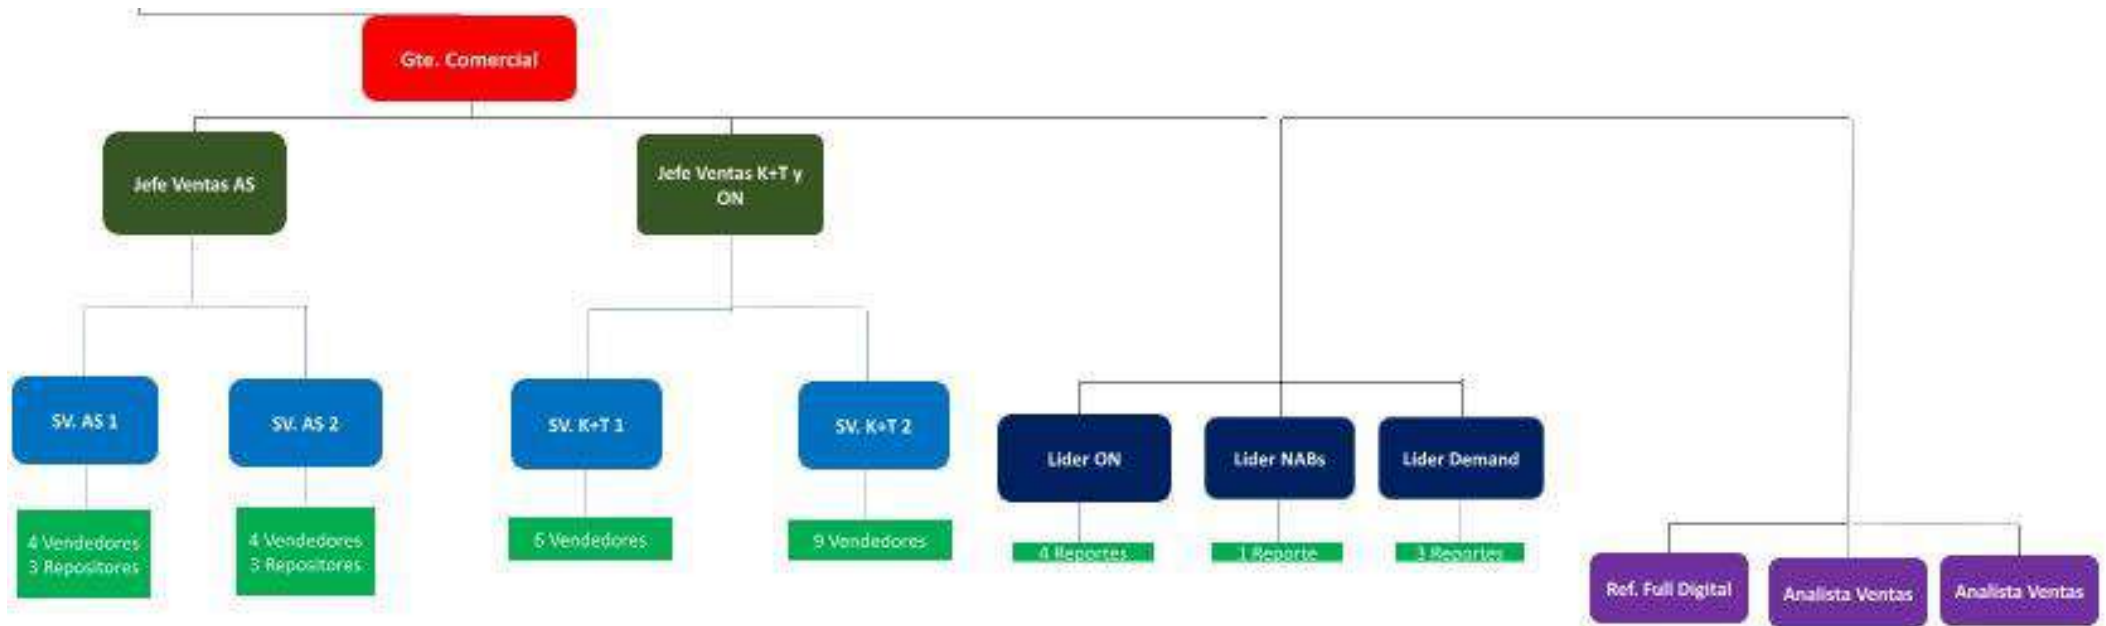 Gte. Comercial
Jefe Ventas AS
Jefe Ventas K+T y
ON
SV. AS 1
SV. AS 2
SV. K+T 1
SV. K+T 2
Lider ON
Lider NABs
Lider Demand
4 Vendedores
3 Repositores
4 Vendedores
3 Repositores
6 Vendedores
9 Vendedores
4 Reportes
1 Reporte
3 Reportes
Ref. Full Digital
Analista Ventas
Analista Ventas